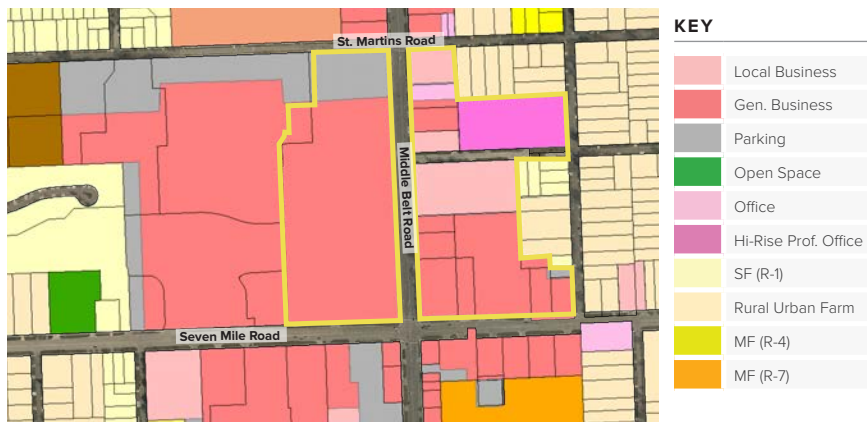 St. Martins Road
Middle Belt Road
Seven Mile Road
KEY
Local Business
Gen. Business
Parking
Open Space
Office
Hi-Rise Prof. Office
SF (R-1)
Rural Urban Farm
MF (R-4)
MF (R-7)